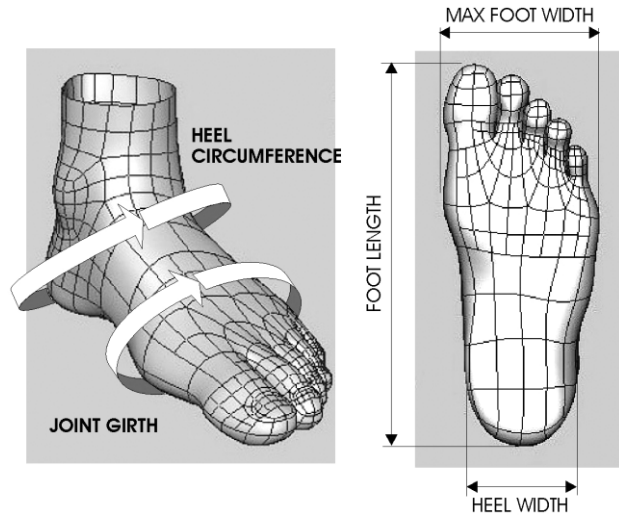 MAX FOOT WIDTH
HEEL
CIRCUMFERENCE
FOOT LENGTH
JOINT GIRTH
HEEL WIDTH